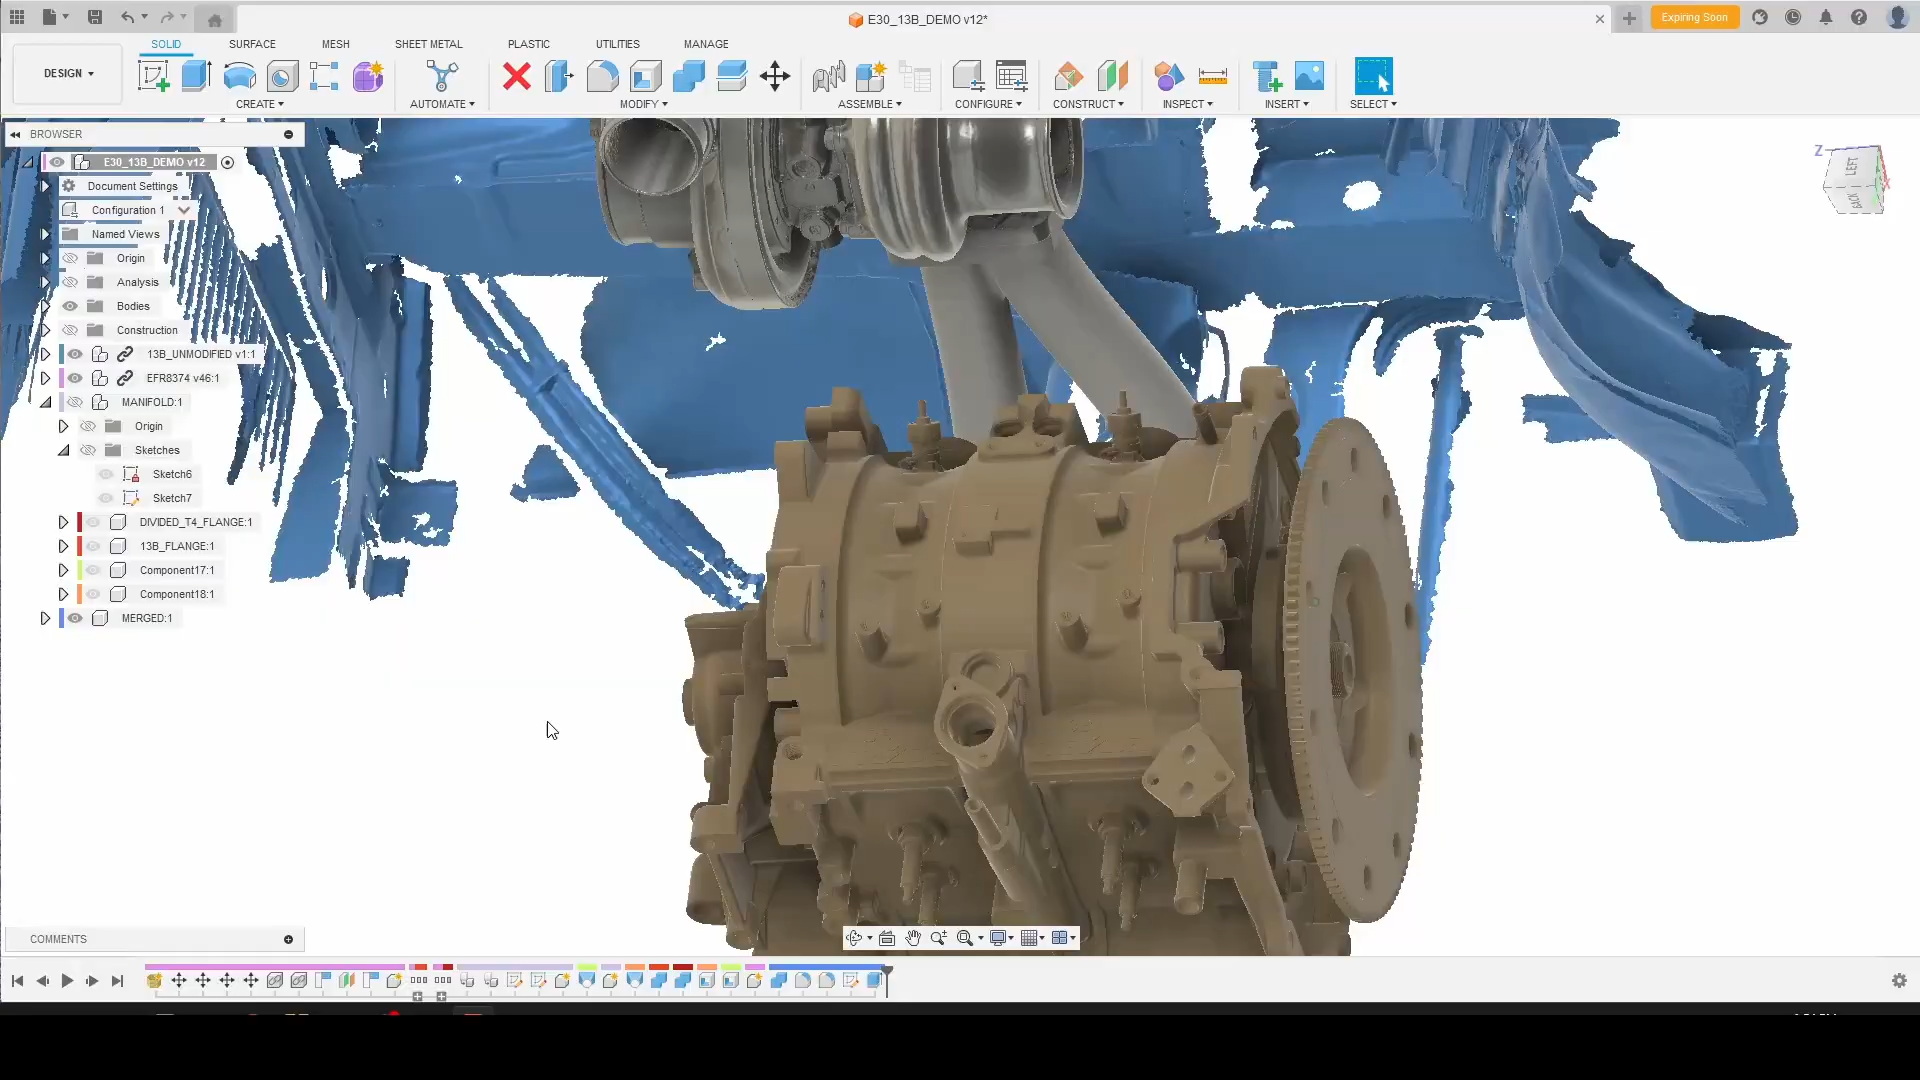 E30_13B_DEMO v12*
Expiring Soon
SOLID
SURFACE
MESH
SHEET METAL
PLASTIC
UTILITIES
MANAGE
DESIGN
CREATE
AUTOMATE
MODIFY
ASSEMBLE
CONFIGURE
CONSTRUCT
INSPECT
INSERT
SELECT
BROWSER
E30_13B_DEMO v12
Document Settings
Configuration 1
Named Views
Origin
Analysis
Bodies
Construction
13B_UNMODIFIED v1:1
EFR8374 v46:1
MANIFOLD:1
Origin
Sketches
Sketch6
Sketch7
DIVIDED_T4_FLANGE:1
13B_FLANGE:1
Component17:1
Component18:1
MERGED:1
Z
LEFT
BACK
X
COMMENTS